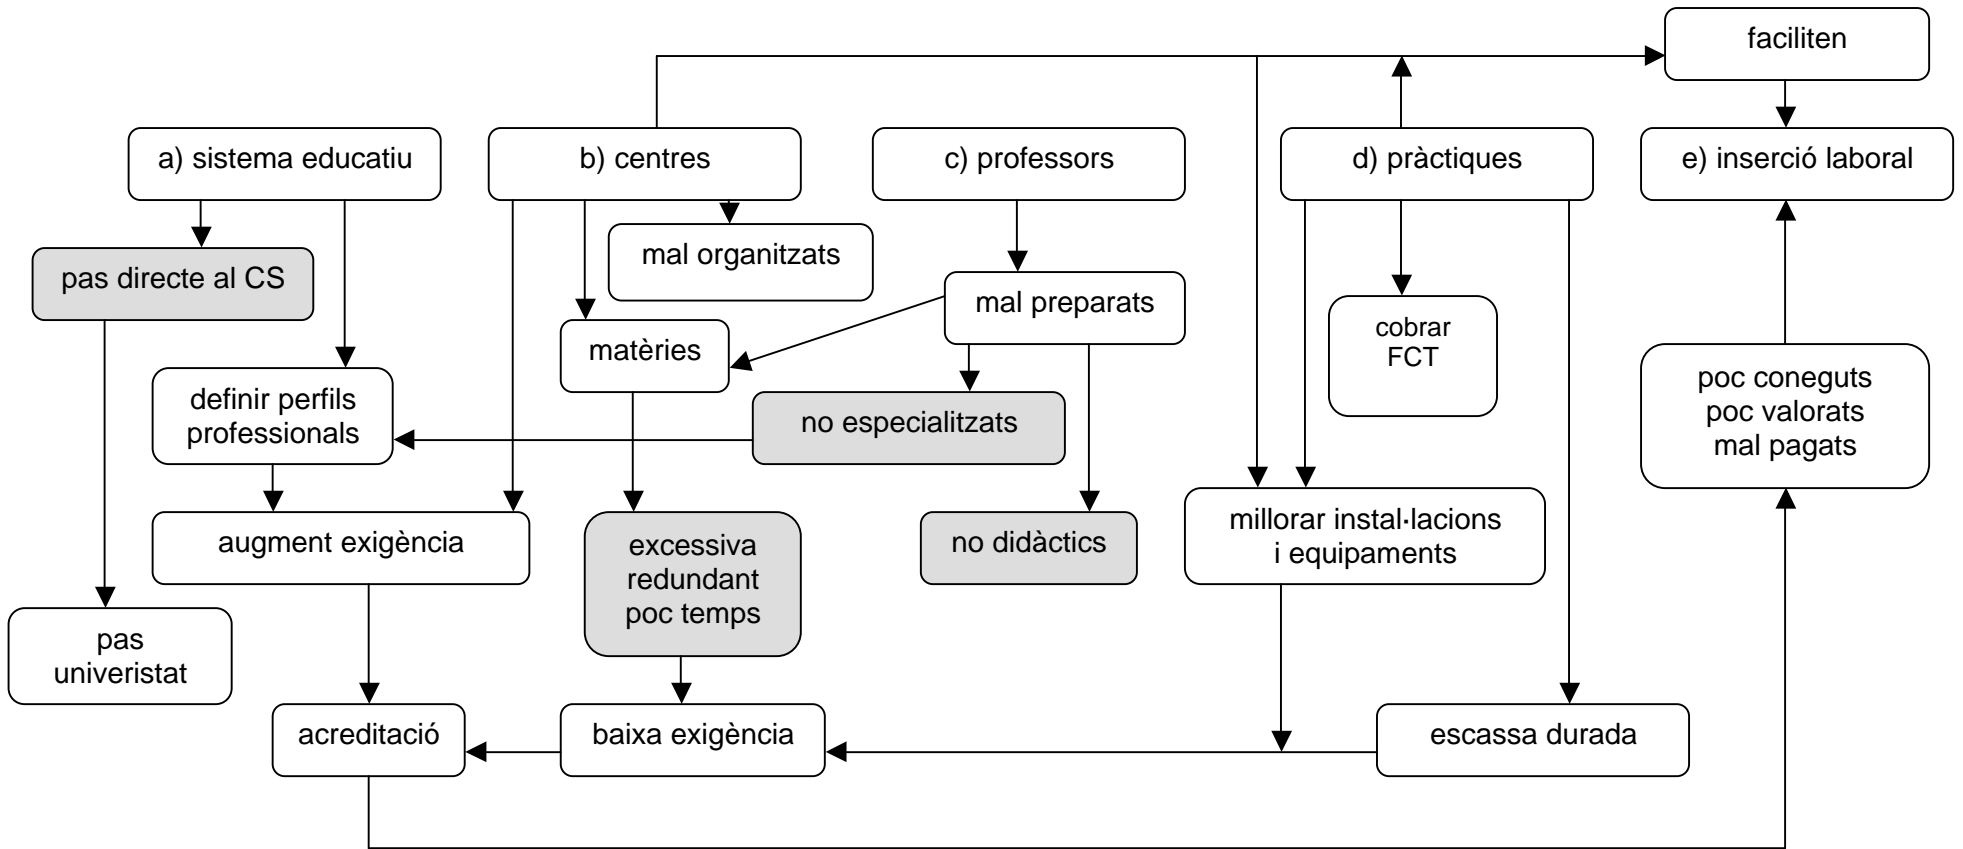 faciliten
a) sistema educatiu
b) centres
c) professors
d) pràctiques
e) inserció laboral
pas directe al CS
mal organitzats
mal preparats
cobrar
FCT
matèries
definir perfils
professionals
no especialitzats
poc coneguts
poc valorats
mal pagats
augment exigència
excessiva
redundant
poc temps
no didàctics
millorar instal·lacions
i equipaments
pas
univeristat
acreditació
baixa exigència
escassa durada